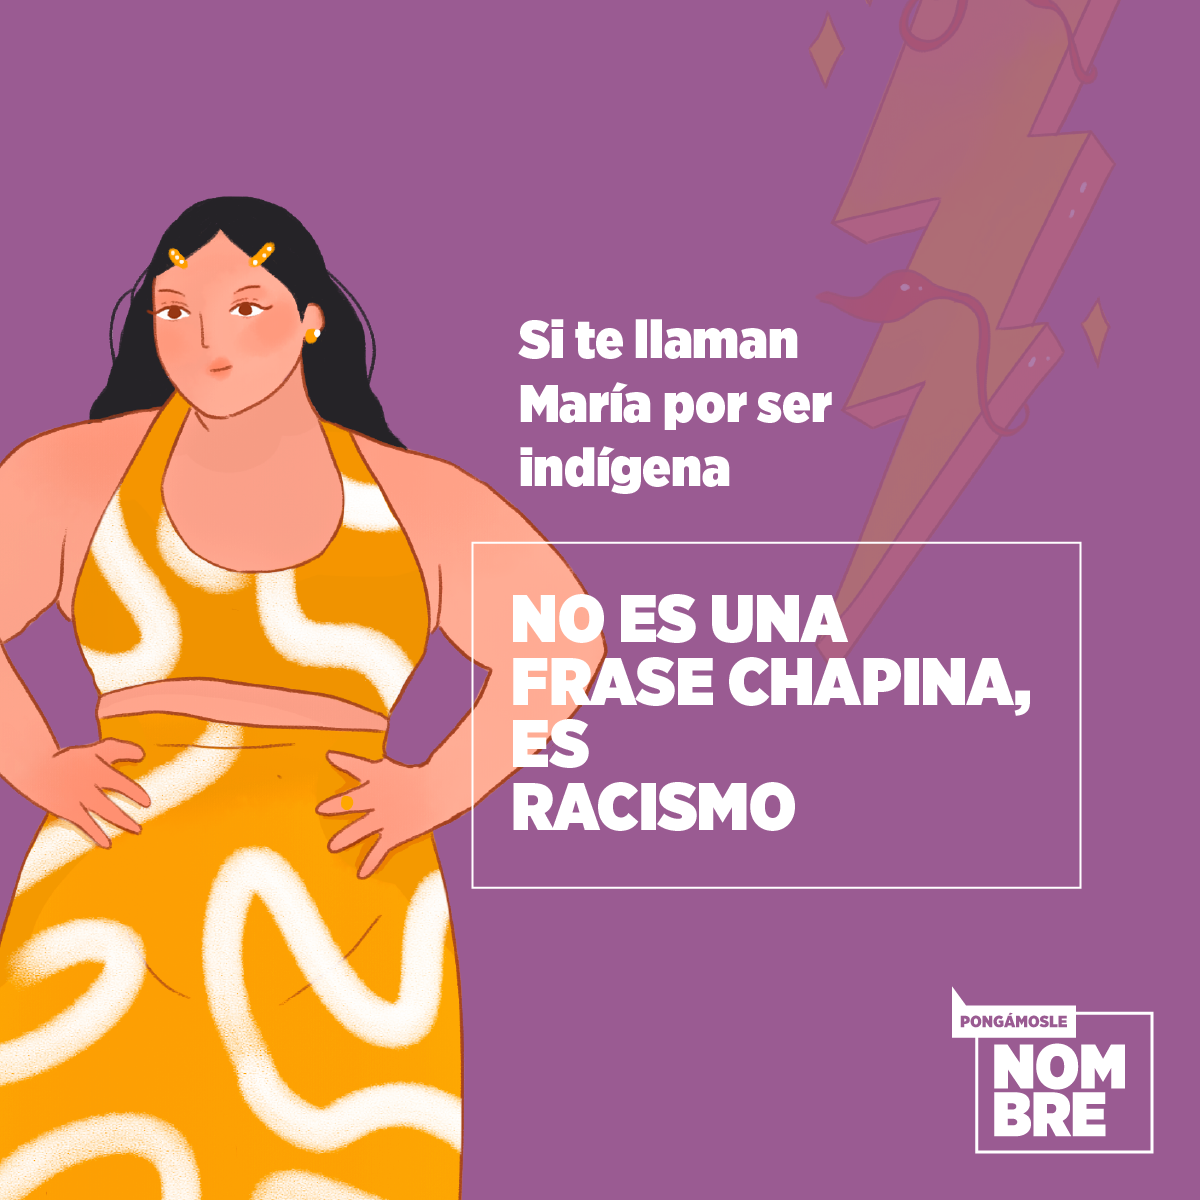 Si te llaman
María por ser
indígena
NO ES UNA
FRASE CHAPINA,
ES
RACISMO
PONGÁMOSLE
NOM
BRE